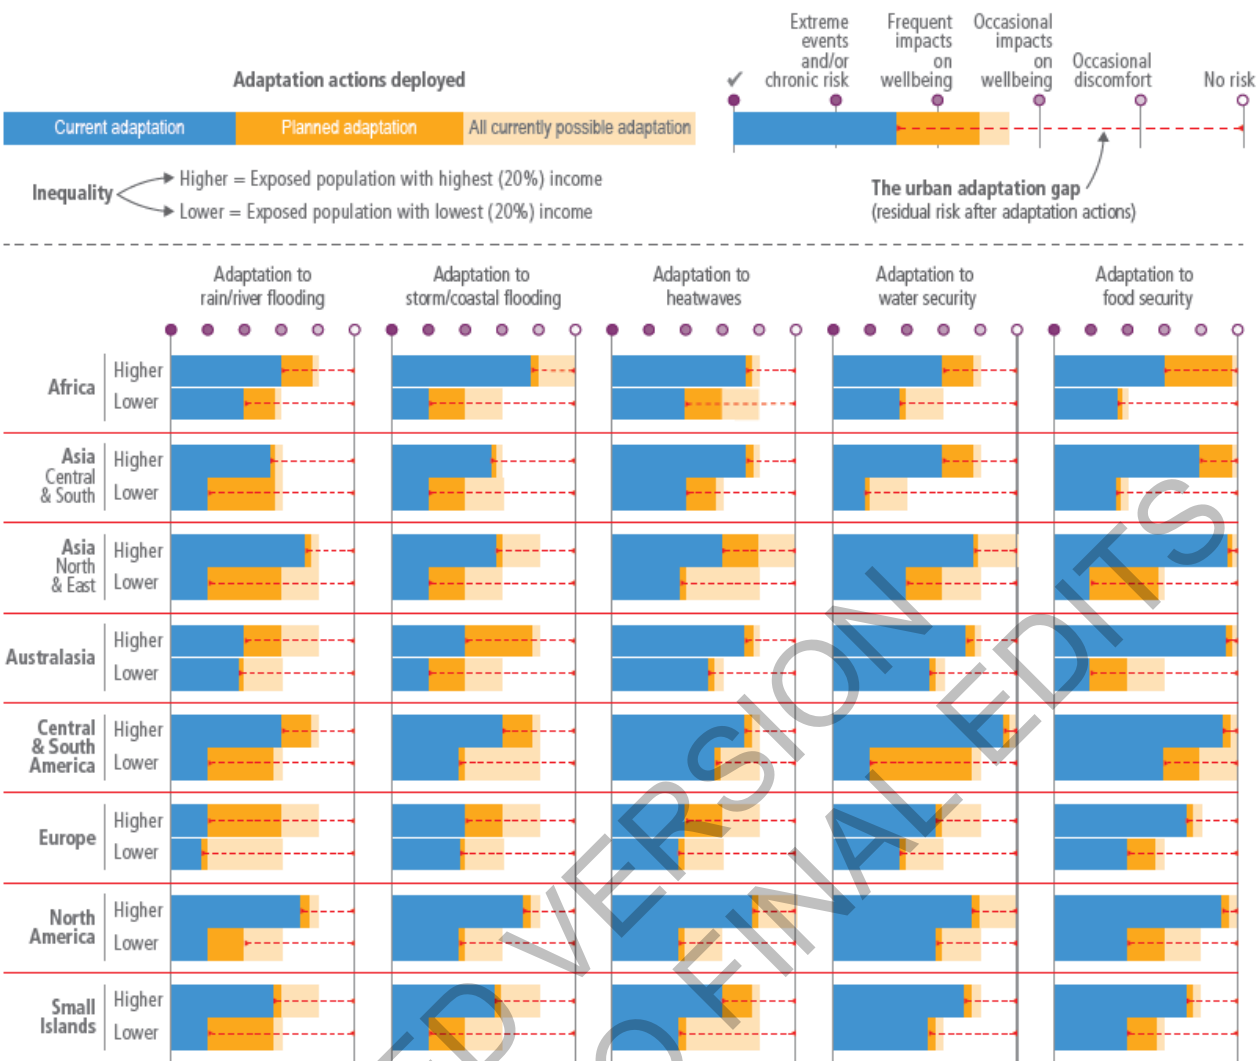 Adaptation actions deployed
Current adaptation
Planned adaptation
All currently possible adaptation
Inequality
Higher = Exposed population with highest (20%) income
Lower = Exposed population with lowest (20%) income
✓
Extreme
events
and/or
chronic risk
Frequent
impacts
on
wellbeing
Occasional
impacts
on
wellbeing
Occasional
discomfort
No risk
The urban adaptation gap
(residual risk after adaptation actions)
Adaptation to
rain/river flooding
Adaptation to
storm/coastal flooding
Adaptation to
heatwaves
Adaptation to
water security
Adaptation to
food security
Africa
Higher
Lower
Asia
Central
& South
Higher
Lower
Asia
North
& East
Higher
Lower
Australasia
Higher
Lower
Central
& South
America
Higher
Lower
Europe
Higher
Lower
North
America
Higher
Lower
Small
Islands
Higher
Lower
VERSION
FINAL EDITS